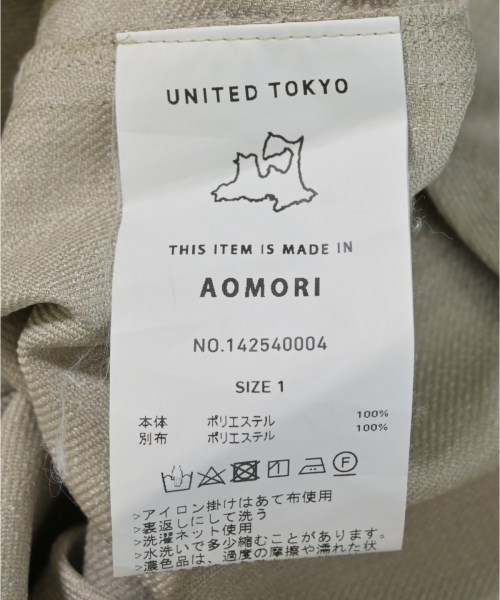 UNITED TOKYO
THIS ITEM IS MADE IN
AOMORI
NO.142540004
SIZE 1
本体 ポリエステル 100%
別布 ポリエステル 100%
F
>アイロン掛けはあて布使用
>裏返しにして洗う
>洗濯ネット使用
>水洗いで多少縮むことがあります。
>濃色品は、過度の摩擦や濡れた状